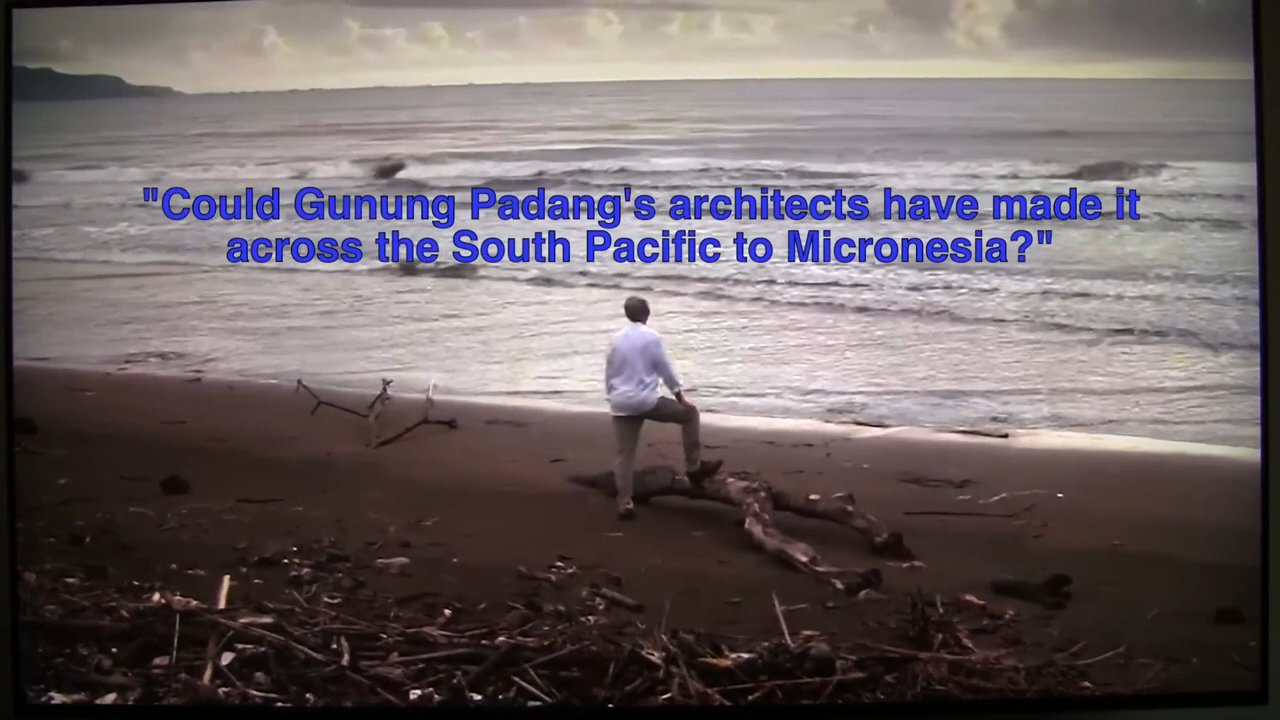 "Could Gunung Padang's architects have made it
across the South Pacific to Micronesia?"